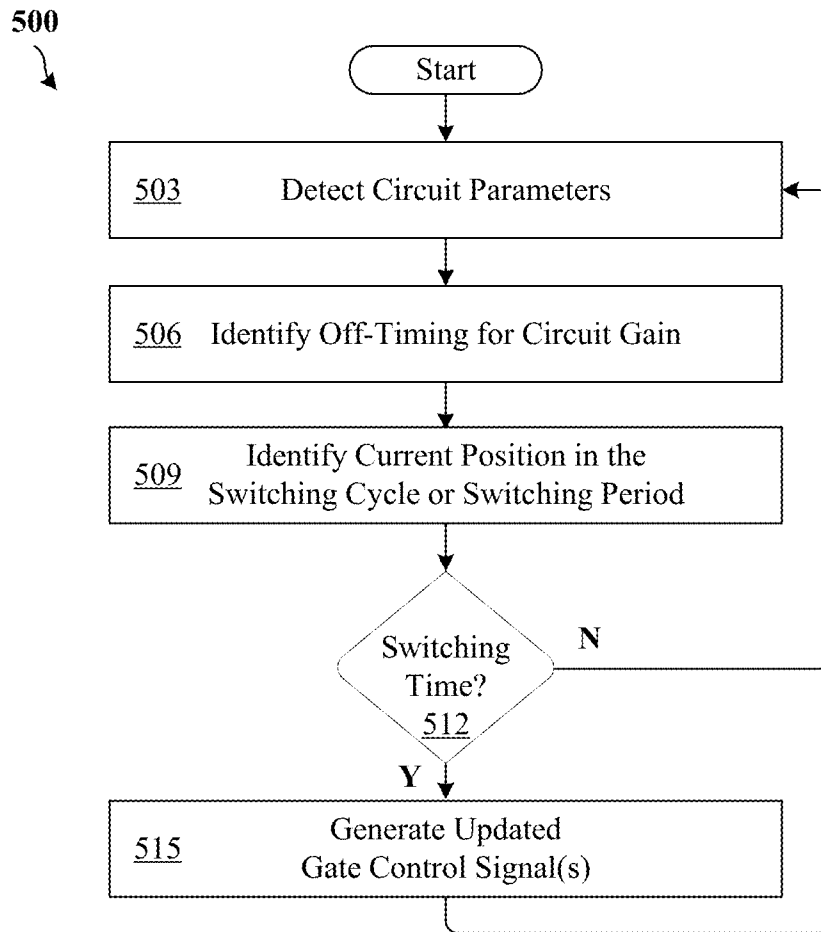 500
Start
503 Detect Circuit Parameters
506 Identify Off-Timing for Circuit Gain
509 Identify Current Position in the
Switching Cycle or Switching Period
Switching
Time?
512
N
Y
515 Generate Updated
Gate Control Signal(s)